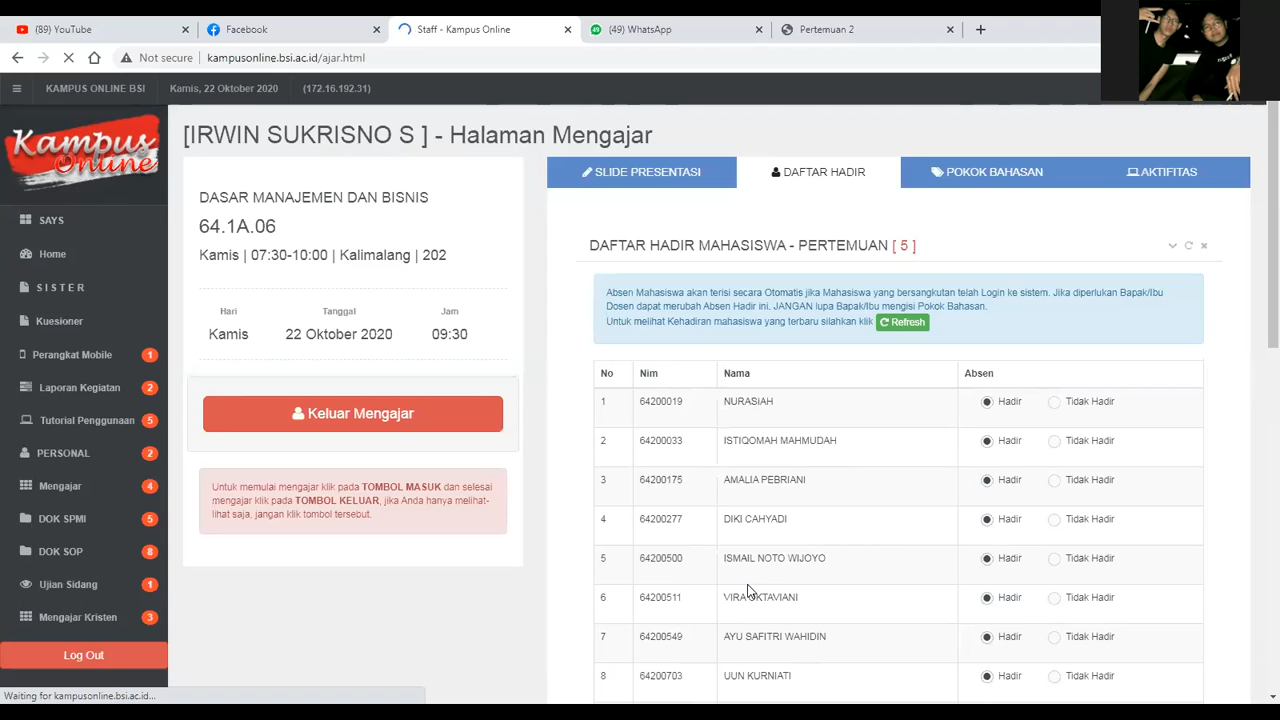 (89) YouTube
Facebook
Staff - Kampus Online
(49) WhatsApp
Pertemuan 2
Not secure
kampusonline.bsi.ac.id/ajar.html
KAMPUS ONLINE BSI
Kamis, 22 Oktober 2020
(172.16.192.31)
Kampus
Online
SAYS
Home
S I S T E R
Kuesioner
Perangkat Mobile 1
Laporan Kegiatan 2
Tutorial Penggunaan 5
PERSONAL 2
Mengajar 4
DOK SPMI 5
DOK SOP 8
Ujian Sidang 1
Mengajar Kristen 3
Log Out
Waiting for kampusonline.bsi.ac.id...
[IRWIN SUKRISNO S ] - Halaman Mengajar
DASAR MANAJEMEN DAN BISNIS
64.1A.06
Kamis | 07:30-10:00 | Kalimalang | 202
Hari Tanggal Jam
Kamis 22 Oktober 2020 09:30
Keluar Mengajar
Untuk memulai mengajar klik pada TOMBOL MASUK dan selesai
mengajar klik pada TOMBOL KELUAR, jika Anda hanya melihat-
lihat saja, jangan klik tombol tersebut.
SLIDE PRESENTASI
DAFTAR HADIR
POKOK BAHASAN
AKTIFITAS
DAFTAR HADIR MAHASISWA - PERTEMUAN [ 5 ]
Absen Mahasiswa akan terisi secara Otomatis jika Mahasiswa yang bersangkutan telah Login ke sistem. Jika diperlukan Bapak/Ibu
Dosen dapat merubah Absen Hadir ini. JANGAN lupa Bapak/Ibu mengisi Pokok Bahasan.
Untuk melihat Kehadiran mahasiswa yang terbaru silahkan klik Refresh
No Nim Nama Absen
1 64200019 NURASIAH Hadir Tidak Hadir
2 64200033 ISTIQOMAH MAHMUDAH Hadir Tidak Hadir
3 64200175 AMALIA PEBRIANI Hadir Tidak Hadir
4 64200277 DIKI CAHYADI Hadir Tidak Hadir
5 64200500 ISMAIL NOTO WIJOYO Hadir Tidak Hadir
6 64200511 VIRA OKTAVIANI Hadir Tidak Hadir
7 64200549 AYU SAFITRI WAHIDIN Hadir Tidak Hadir
8 64200703 UUN KURNIATI Hadir Tidak Hadir